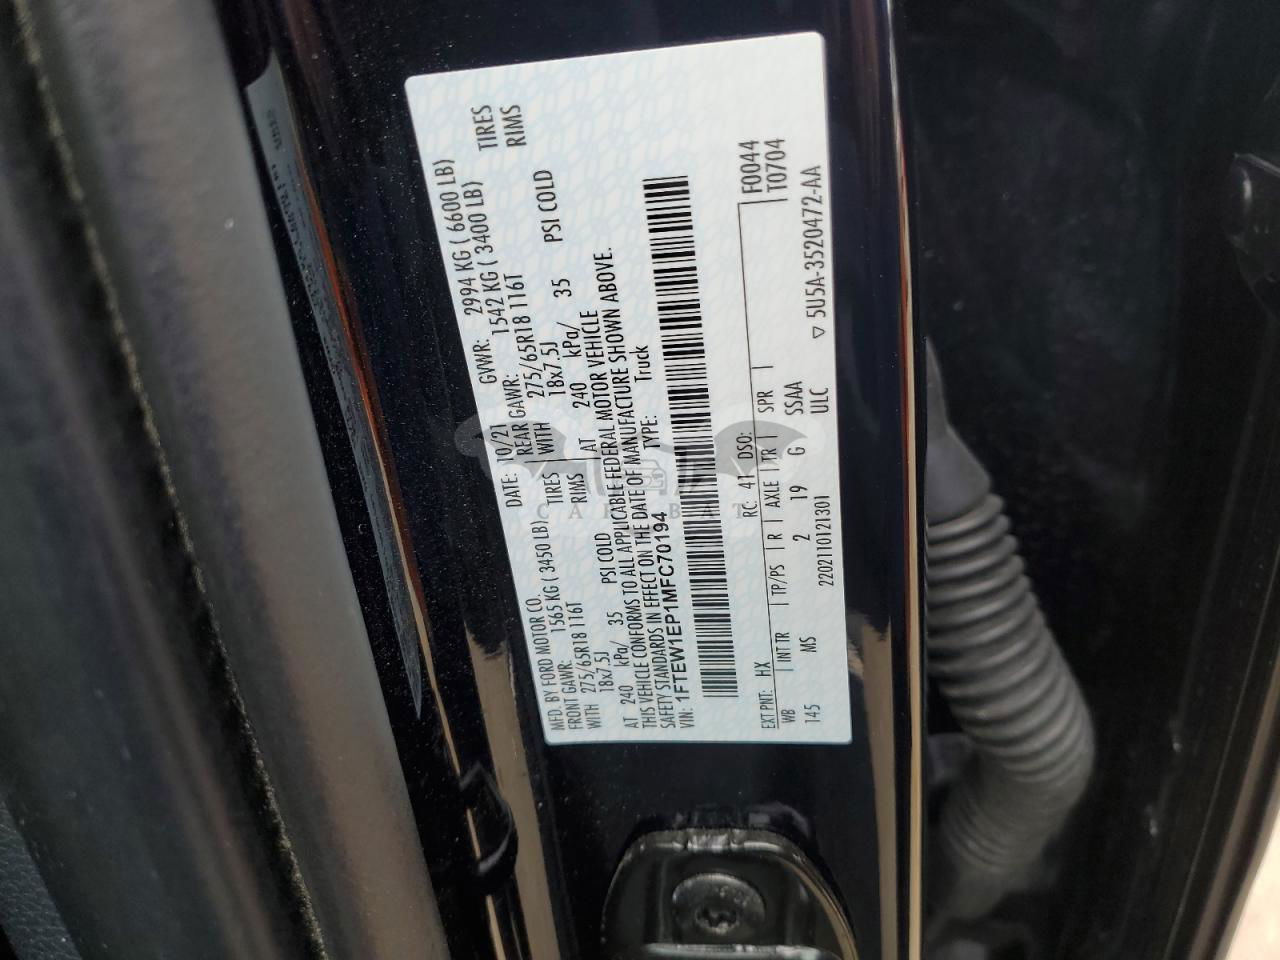 MFD. BY FORD MOTOR CO.
DATE: 10/21 GVWR: 2994 KG ( 6600 LB)
FRONT GAWR: 1565 KG ( 3450 LB)
REAR GAWR: 1542 KG ( 3400 LB)
WITH 275/65R18 116T TIRES
WITH 275/65R18 116T TIRES
18x7.5J RIMS
18x7.5J RIMS
AT 240 kPa/ 35 PSI COLD
AT 240 kPa/ 35 PSI COLD
THIS VEHICLE CONFORMS TO ALL APPLICABLE FEDERAL MOTOR VEHICLE
SAFETY STANDARDS IN EFFECT ON THE DATE OF MANUFACTURE SHOWN ABOVE.
VIN: 1FTEW1EP1MFC70194
TYPE: Truck
F0044
T0704
EXT PNT: HX RC: 41 DSO:
WB INT TR TP/PS R AXLE TR SPR
145 MS 2 19 G SSAA
2202110121301 ULC
▽ 5U5A-3520472-AA